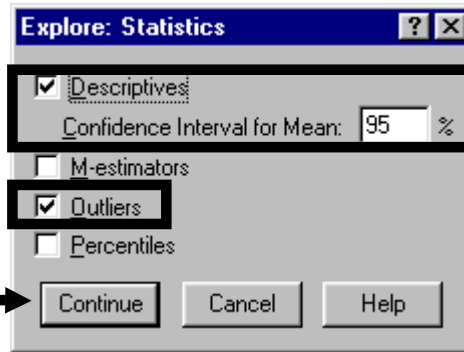 Explore: Statistics
Descriptives
Confidence Interval for Mean: 95 %
M-estimators
Outliers
Percentiles
Continue Cancel Help